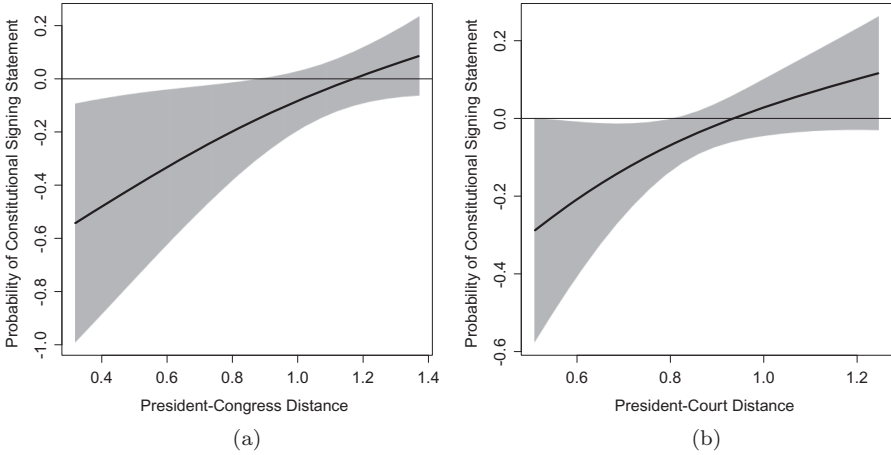 Probability of Constitutional Signing Statement
0.2
0.0
-0.2
-0.4
-0.6
-0.8
-1.0
0.4 0.6 0.8 1.0 1.2 1.4
President-Congress Distance
(a)
Probability of Constitutional Signing Statement
0.2
0.0
-0.2
-0.4
-0.6
0.6 0.8 1.0 1.2
President-Court Distance
(b)